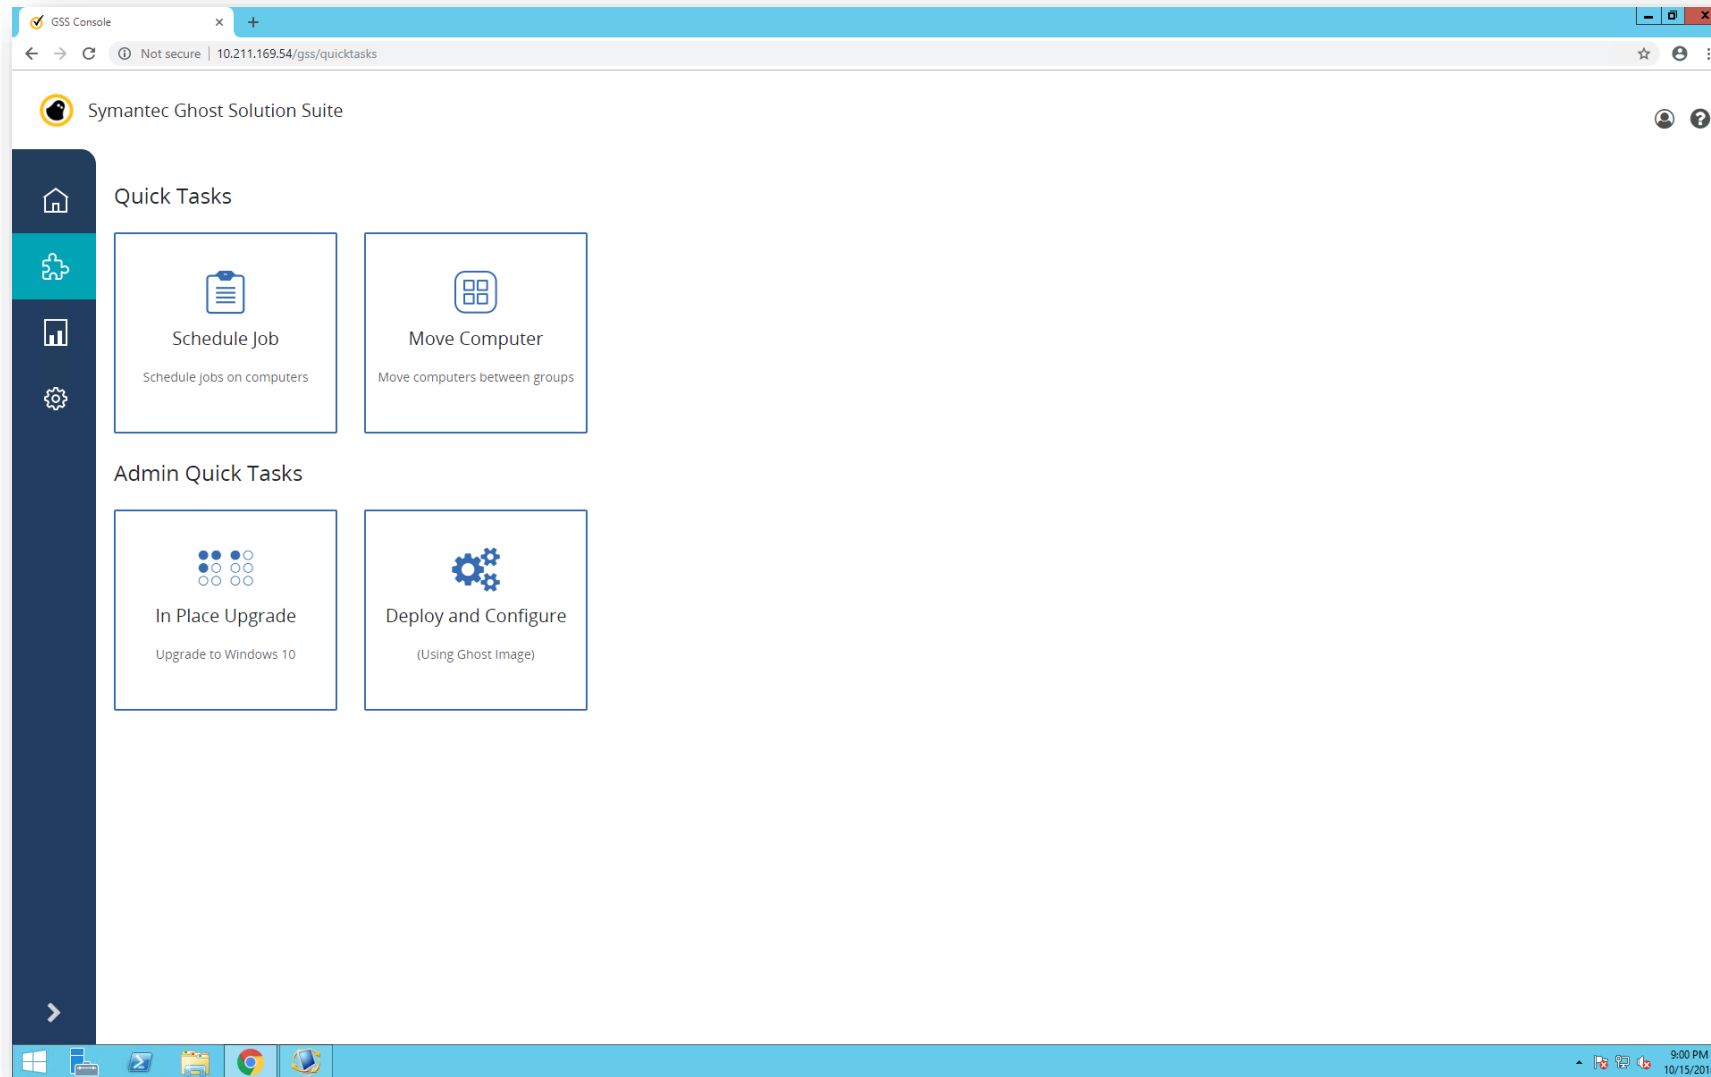 GSS Console
Not secure | 10.211.169.54/gss/quicktasks
Symantec Ghost Solution Suite
Quick Tasks
Schedule Job
Schedule jobs on computers
Move Computer
Move computers between groups
Admin Quick Tasks
In Place Upgrade
Upgrade to Windows 10
Deploy and Configure
(Using Ghost Image)
9:00 PM